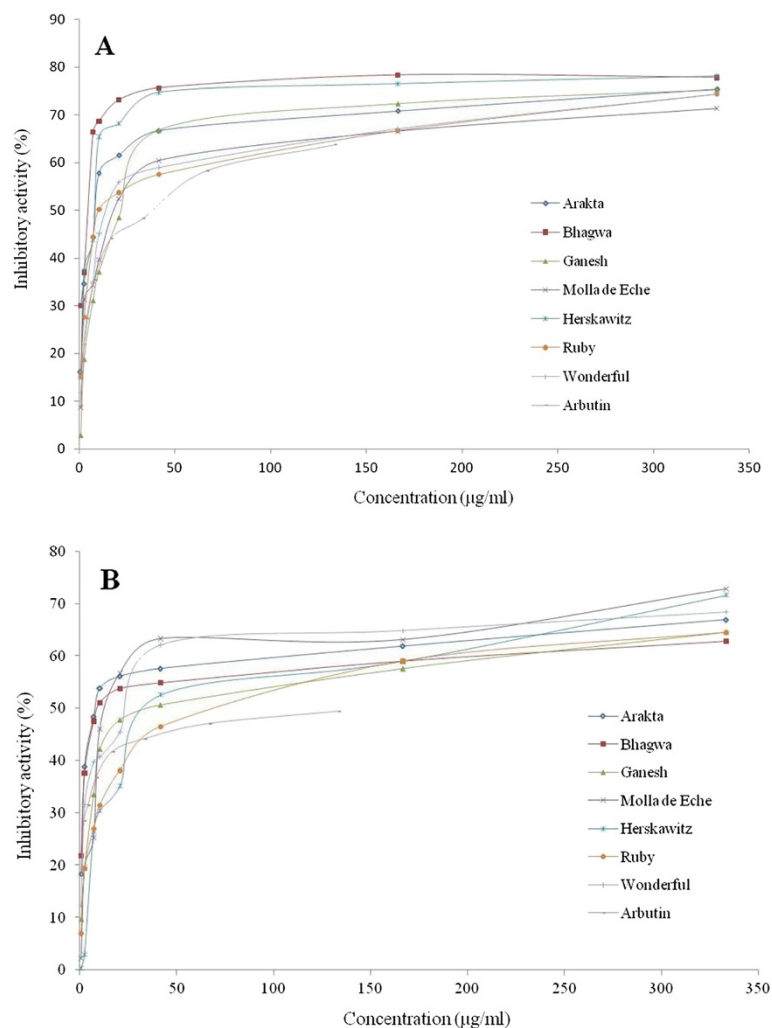 A
Inhibitory activity (%)
90
80
70
60
50
40
30
20
10
0
Arakta
Bhagwa
Ganesh
Molla de Eche
Herskawitz
Ruby
Wonderful
Arbutin
0 50 100 150 200 250 300 350
Concentration (µg/ml)
B
Inhibitory activity (%)
80
70
60
50
40
30
20
10
0
Arakta
Bhagwa
Ganesh
Molla de Eche
Herskawitz
Ruby
Wonderful
Arbutin
0 50 100 150 200 250 300 350
Concentration (µg/ml)